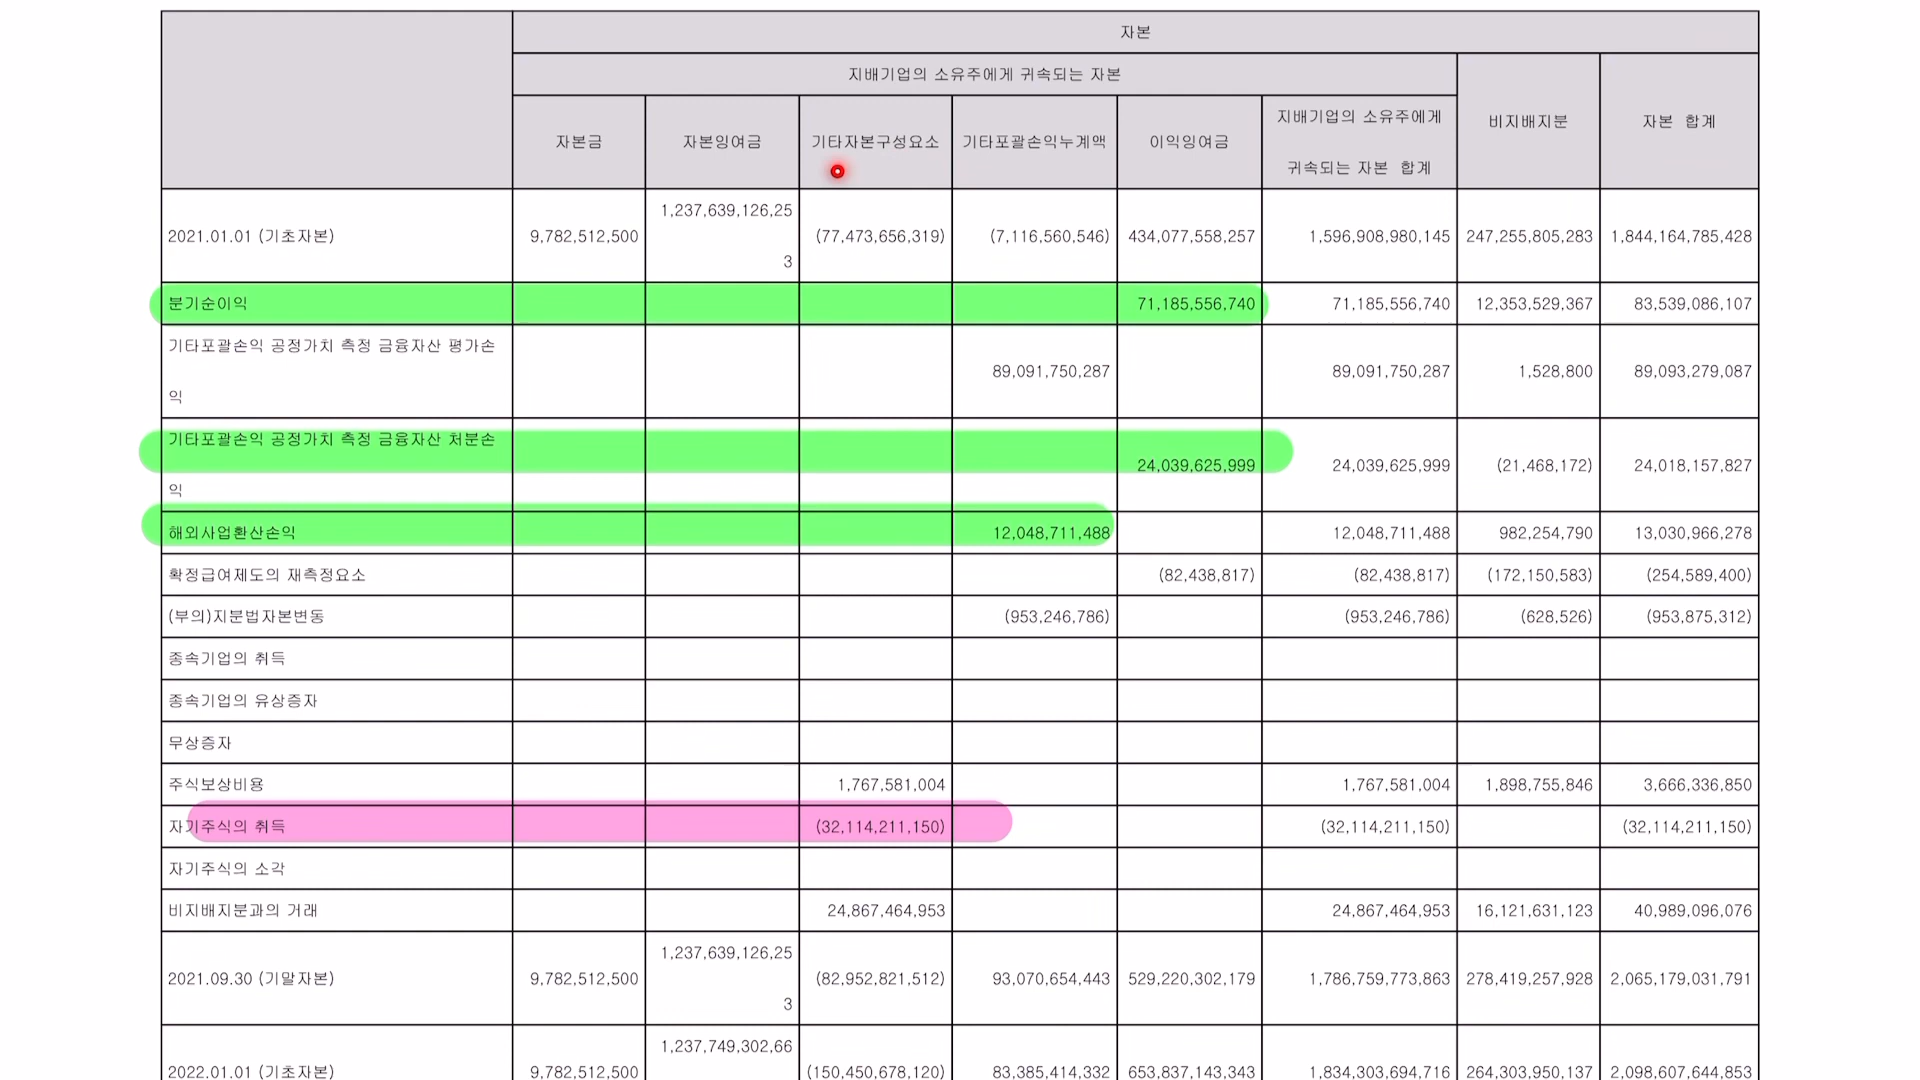 자본
지배기업의 소유주에게 귀속되는 자본
비지배지분
자본 합계
자본금
자본잉여금
기타자본구성요소
기타포괄손익누계액
이익잉여금
지배기업의 소유주에게
귀속되는 자본 합계
2021.01.01 (기초자본) 9,782,512,500 1,237,639,126,25
3 (77,473,656,319) (7,116,560,546) 434,077,558,257 1,596,908,980,145 247,255,805,283 1,844,164,785,428
분기순이익 71,185,556,740 71,185,556,740 12,353,529,367 83,539,086,107
기타포괄손익 공정가치 측정 금융자산 평가손
익 89,091,750,287 89,091,750,287 1,528,800 89,093,279,087
기타포괄손익 공정가치 측정 금융자산 처분손
익 24,039,625,999 24,039,625,999 (21,468,172) 24,018,157,827
해외사업환산손익 12,048,711,488 12,048,711,488 982,254,790 13,030,966,278
확정급여제도의 재측정요소 (82,438,817) (82,438,817) (172,150,583) (254,589,400)
(부의)지분법자본변동 (953,246,786) (953,246,786) (628,526) (953,875,312)
종속기업의 취득
종속기업의 유상증자
무상증자
주식보상비용 1,767,581,004 1,767,581,004 1,898,755,846 3,666,336,850
자기주식의 취득 (32,114,211,150) (32,114,211,150) (32,114,211,150)
자기주식의 소각
비지배지분과의 거래 24,867,464,953 24,867,464,953 16,121,631,123 40,989,096,076
2021.09.30 (기말자본) 9,782,512,500 1,237,639,126,25
3 (82,952,821,512) 93,070,654,443 529,220,302,179 1,786,759,773,863 278,419,257,928 2,065,179,031,791
2022.01.01 (기초자본) 9,782,512,500 1,237,749,302,66
(150,450,678,120) 83,385,414,332 653,837,143,343 1,834,303,694,716 264,303,950,137 2,098,607,644,853